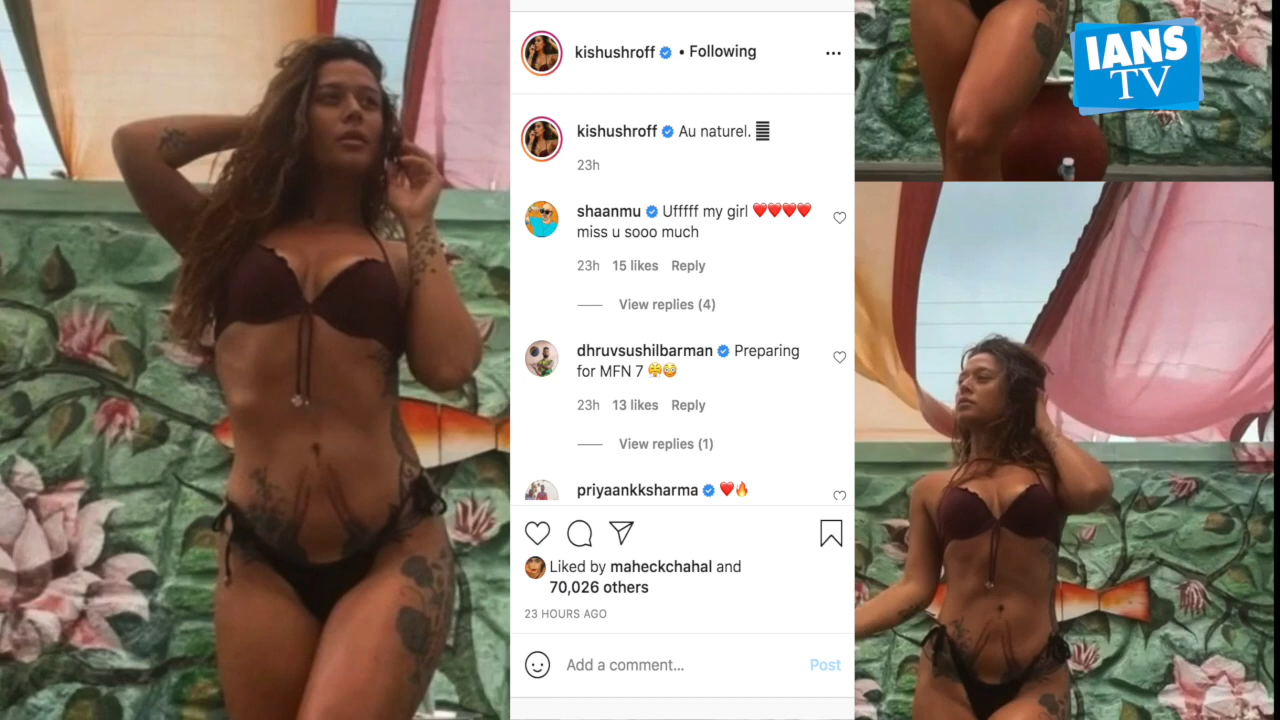 kishushroff • Following
kishushroff Au naturel.
23h
shaanmu Ufffff my girl ❤️❤️❤️❤️
miss u sooo much
23h 15 likes Reply
View replies (4)
dhruvsushilbarman Preparing
for MFN 7 😤😳
23h 13 likes Reply
View replies (1)
priyaankksharma ❤️🔥
Liked by maheckchahal and
70,026 others
23 HOURS AGO
Add a comment... Post
IANS
TV